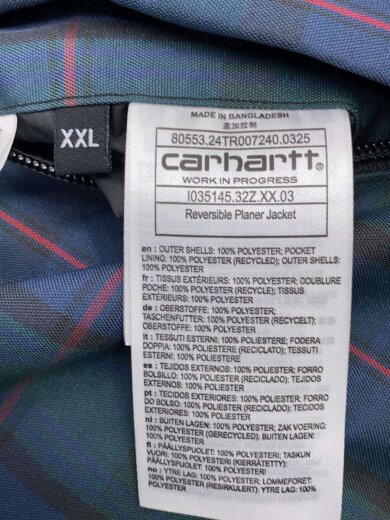 XXL
MADE IN BANGLADESH
孟加拉制
80553.24TR007240.0325
carhartt®
WORK IN PROGRESS
I035145.32Z.XX.03
Reversible Planer Jacket
en : OUTER SHELLS: 100% POLYESTER; POCKET
LINING: 100% POLYESTER (RECYCLED); OUTER SHELLS:
100% POLYESTER
fr : TISSUS EXTÉRIEURS: 100% POLYESTER; DOUBLURE
POCHE: 100% POLYESTER (RECYCLÉ); TISSUS
EXTÉRIEURS: 100% POLYESTER
de : OBERSTOFFE: 100% POLYESTER;
TASCHENFUTTER: 100% POLYESTER (RECYCELT);
OBERSTOFFE: 100% POLYESTER
it : TESSUTI ESTERNI: 100% POLIESTERE; FODERA
DOPPIA: 100% POLIESTERE (RICICLATO); TESSUTI
ESTERNI: 100% POLIESTERE
es : TEJIDOS EXTERNOS: 100% POLIÉSTER; FORRO
BOLSILLO: 100% POLIÉSTER (RECICLADO); TEJIDOS
EXTERNOS: 100% POLIÉSTER
pt : TECIDOS EXTERIORES: 100% POLIÉSTER; FORRO
DO BOLSO: 100% POLIÉSTER (RECICLADO); TECIDOS
EXTERIORES: 100% POLIÉSTER
nl : BUITEN LAGEN: 100% POLYESTER; ZAK VOERING:
100% POLYESTER (GERECYCLED); BUITEN LAGEN:
100% POLYESTER
fi : PÄÄLLYSPUOLET: 100% POLYESTERI; TASKUN
VUORI: 100% POLYESTERI (KIERRÄTETTY);
PÄÄLLYSPUOLET: 100% POLYESTERI
no : YTRE LAG: 100% POLYESTER; LOMMEFORET:
100% POLYESTER (RESIRKULERT); YTRE LAG: 100%
POLYESTER